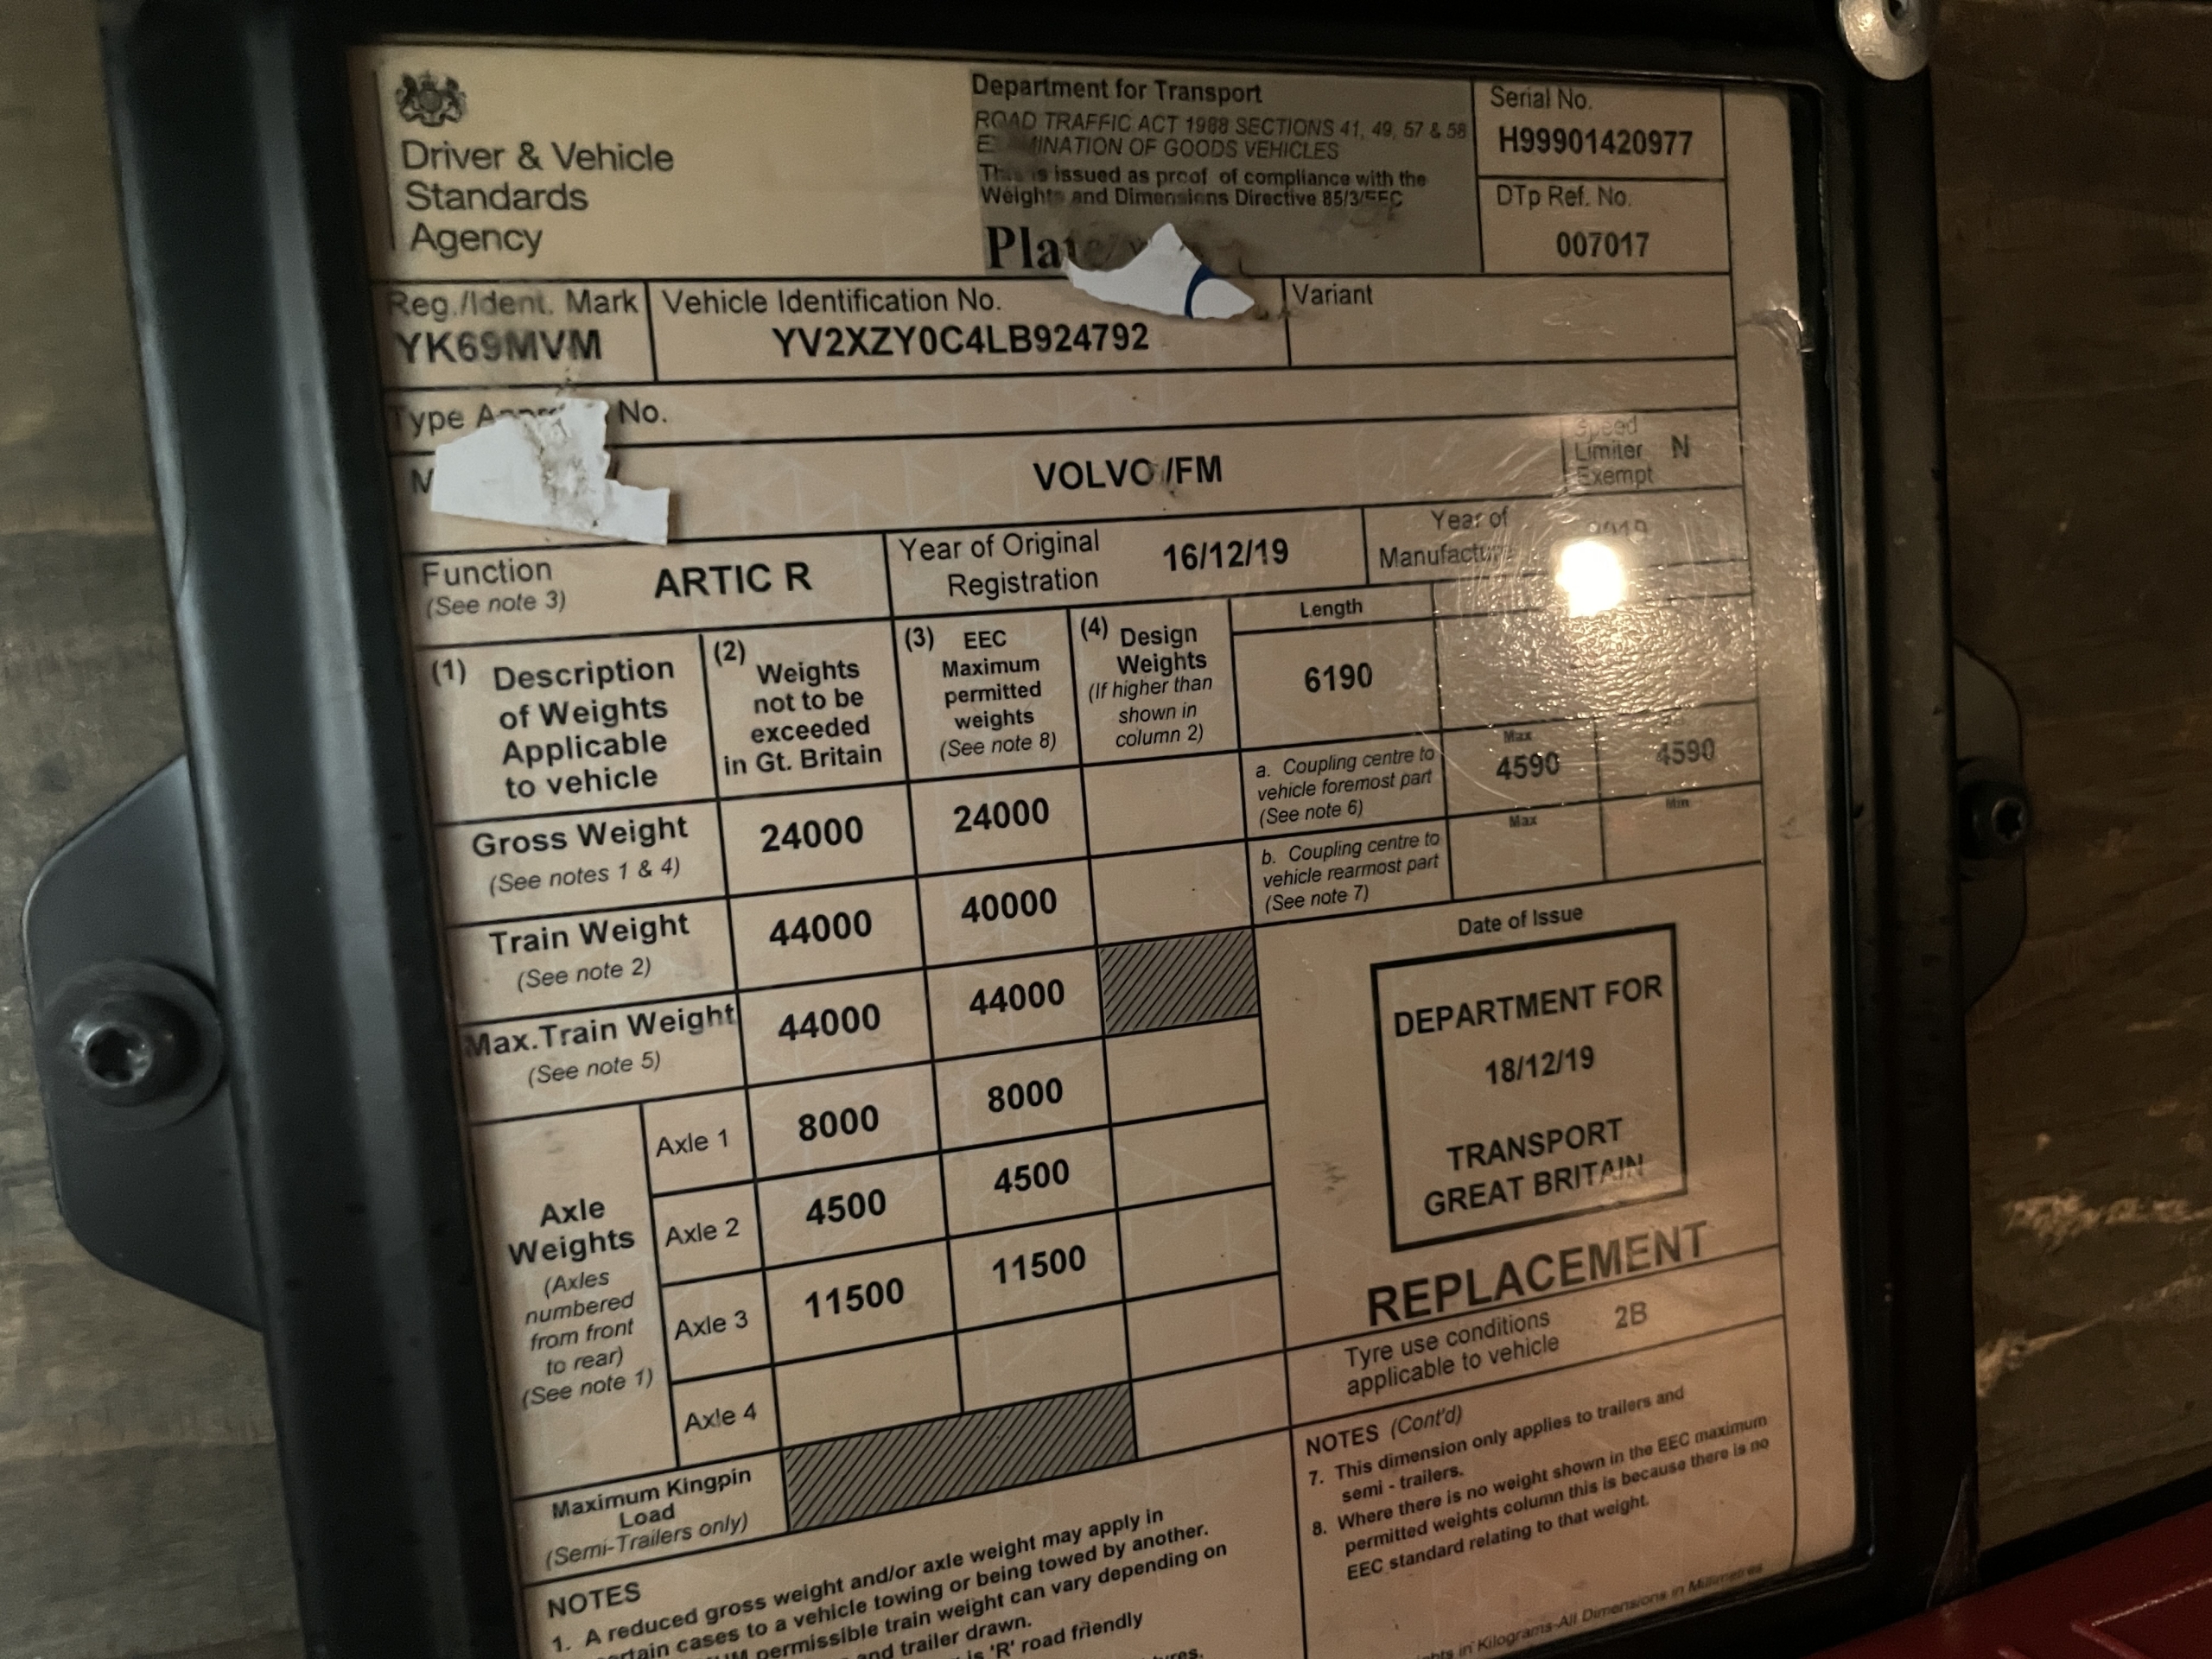 Driver & Vehicle
Standards
Agency
Department for Transport
ROAD TRAFFIC ACT 1988 SECTIONS 41, 49, 57 & 58
OF GOODS VEHICLES
This is issued as proof of compliance with the
Weights and Dimensions Directive 85/3/EEC
Serial No.
H99901420977
DTp Ref. No.
007017
Reg./Ident. Mark
YK69MVM
Vehicle Identification No.
YV2XZY0C4LB924792
Variant
Type No.
VOLVO /FM
Speed
Limiter N
Exempt
Function
(See note 3)
ARTIC R
Year of Original
Registration
16/12/19
Year of
Manufacture
(1) Description
of Weights
Applicable
to vehicle
(2) Weights
not to be
exceeded
in Gt. Britain
(3) EEC
Maximum
permitted
weights
(See note 8)
(4) Design
Weights
(If higher than
shown in
column 2)
Length
6190
a. Coupling centre to
vehicle foremost part
(See note 6)
Max
4590
4590
b. Coupling centre to
vehicle rearmost part
(See note 7)
Max
Min
Gross Weight
(See notes 1 & 4)
24000
24000
Train Weight
(See note 2)
44000
40000
Max.Train Weight
(See note 5)
44000
44000
Axle
Weights
(Axles
numbered
from front
to rear)
(See note 1)
Axle 1
8000
8000
Axle 2
4500
4500
Axle 3
11500
11500
Axle 4
Maximum Kingpin
Load
(Semi-Trailers only)
Date of Issue
DEPARTMENT FOR
18/12/19
TRANSPORT
GREAT BRITAIN
REPLACEMENT
Tyre use conditions
applicable to vehicle
2B
NOTES
1. A reduced gross weight and/or axle weight may apply in
cases to a vehicle towing or being towed by another.
permissible train weight can vary depending on
and trailer drawn.
is 'R' road friendly
NOTES (Cont'd)
7. This dimension only applies to trailers and
semi - trailers.
8. Where there is no weight shown in the EEC maximum
permitted weights column this is because there is no
EEC standard relating to that weight.
in Kilograms-All Dimensions in Millimetres